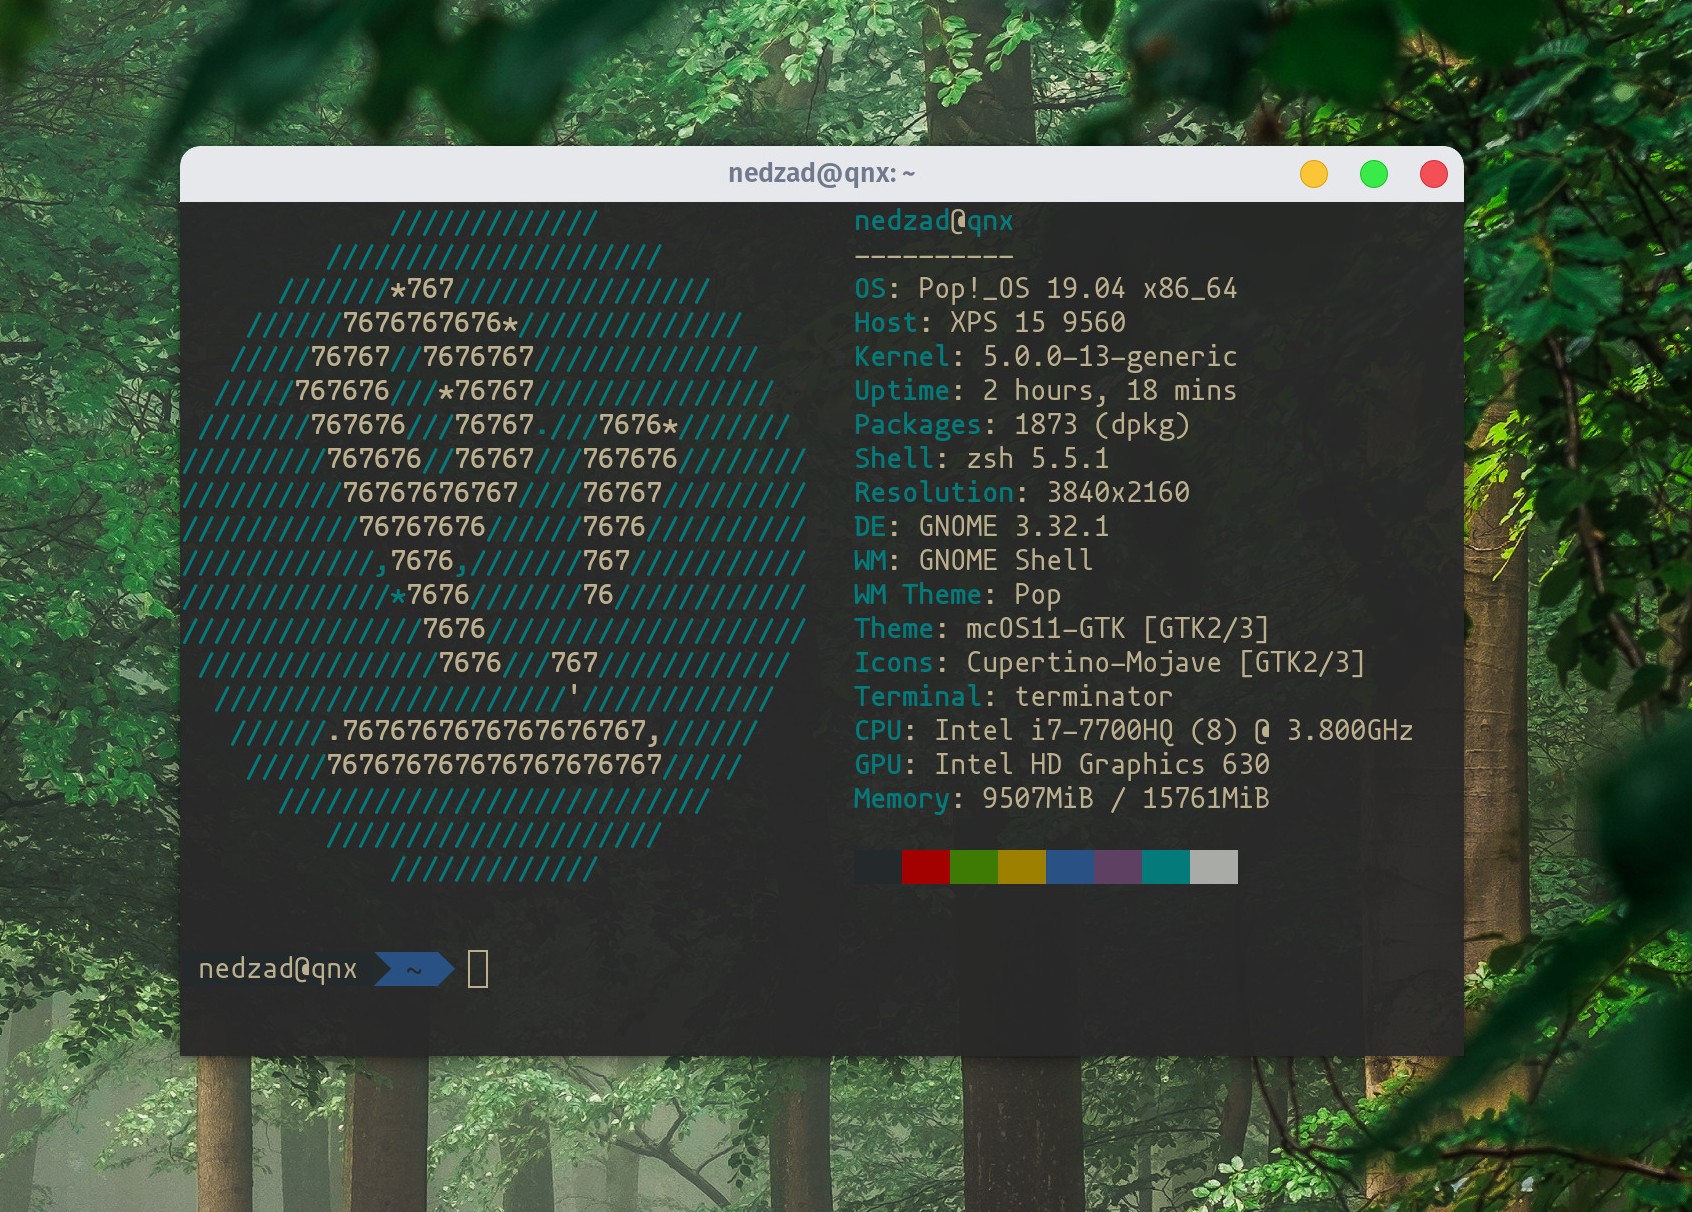 nedzad@qnx: ~
/////////////
/////////////////////
///////*767////////////////
//////7676767676*//////////////
/////76767//7676767//////////////
/////767676///*76767///////////////
///////767676///76767.///7676*///////
/////////767676//76767///767676////////
//////////76767676767////76767/////////
///////////76767676//////7676//////////
////////////,7676,///////767///////////
/////////////*7676///////76////////////
///////////////7676////////////////////
///////////////7676///767////////////
//////////////////////'////////////
//////.7676767676767676767,//////
/////767676767676767676767/////
///////////////////////////
/////////////////////
/////////////
nedzad@qnx
----------
OS: Pop!_OS 19.04 x86_64
Host: XPS 15 9560
Kernel: 5.0.0-13-generic
Uptime: 2 hours, 18 mins
Packages: 1873 (dpkg)
Shell: zsh 5.5.1
Resolution: 3840x2160
DE: GNOME 3.32.1
WM: GNOME Shell
WM Theme: Pop
Theme: mcOS11-GTK [GTK2/3]
Icons: Cupertino-Mojave [GTK2/3]
Terminal: terminator
CPU: Intel i7-7700HQ (8) @ 3.800GHz
GPU: Intel HD Graphics 630
Memory: 9507MiB / 15761MiB
nedzad@qnx ~